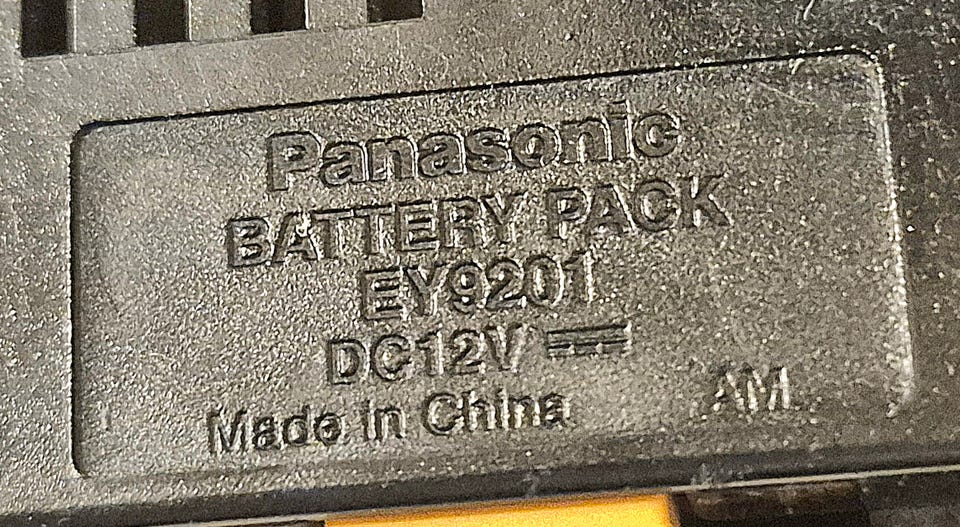 Panasonic
BATTERY PACK
EY9201
DC12V ⎓
Made in China AM